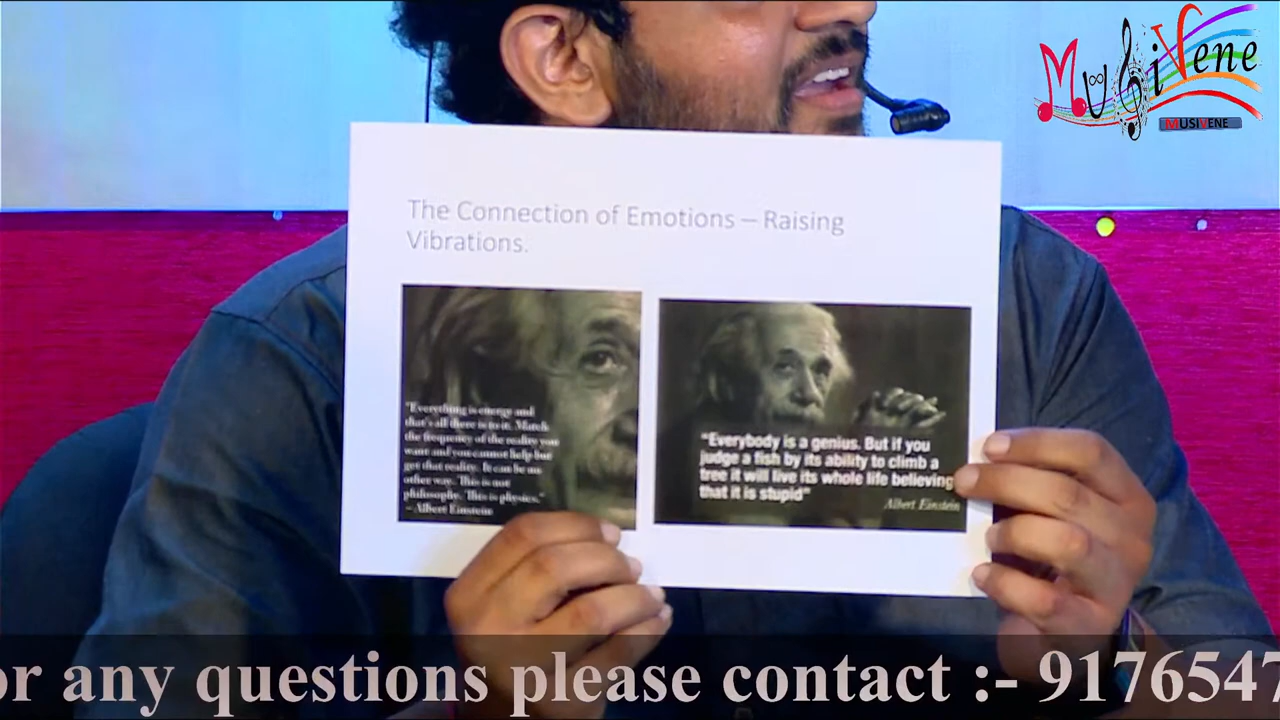 MusiVene
MUSIVENE
The Connection of Emotions – Raising
Vibrations.
"Everything is energy and
that's all there is to it. Match
the frequency of the reality you
want and you cannot help but
get that reality. It can be no
other way. This is not
philosophy. This is physics."
– Albert Einstein
"Everybody is a genius. But if you
judge a fish by its ability to climb a
tree it will live its whole life believing
that it is stupid"
Albert Einstein
or any questions please contact :- 9176547